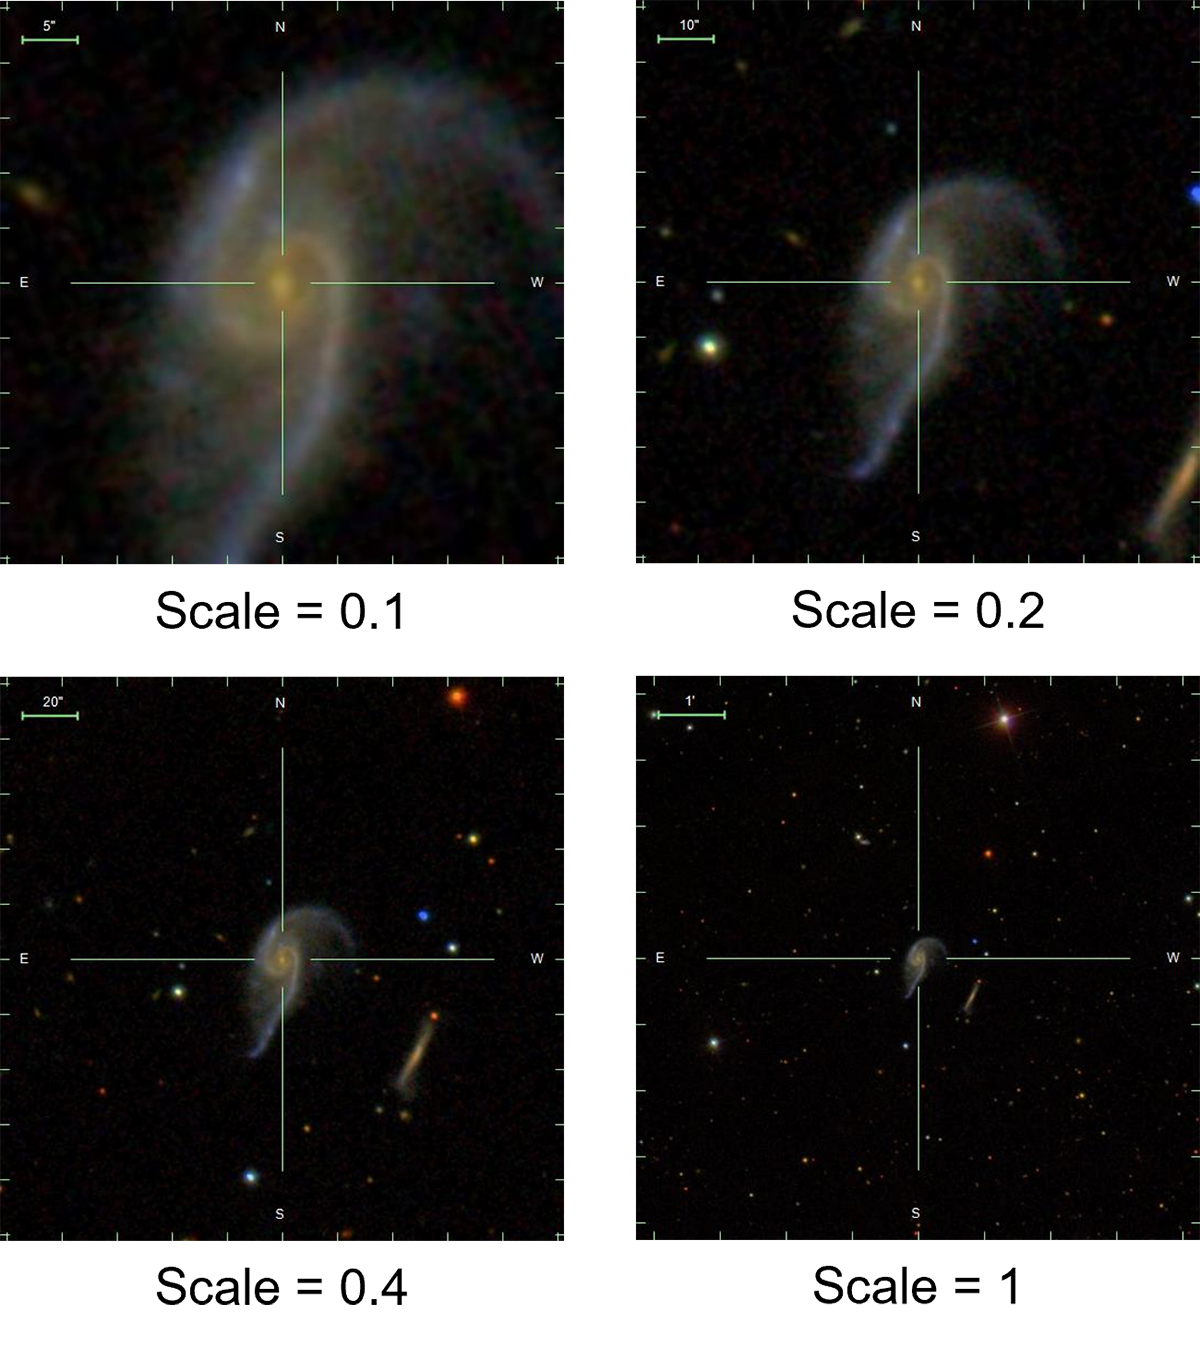 5"
N
E
W
S
Scale = 0.1
10"
N
E
W
S
Scale = 0.2
20"
N
E
W
S
Scale = 0.4
1'
N
E
W
S
Scale = 1